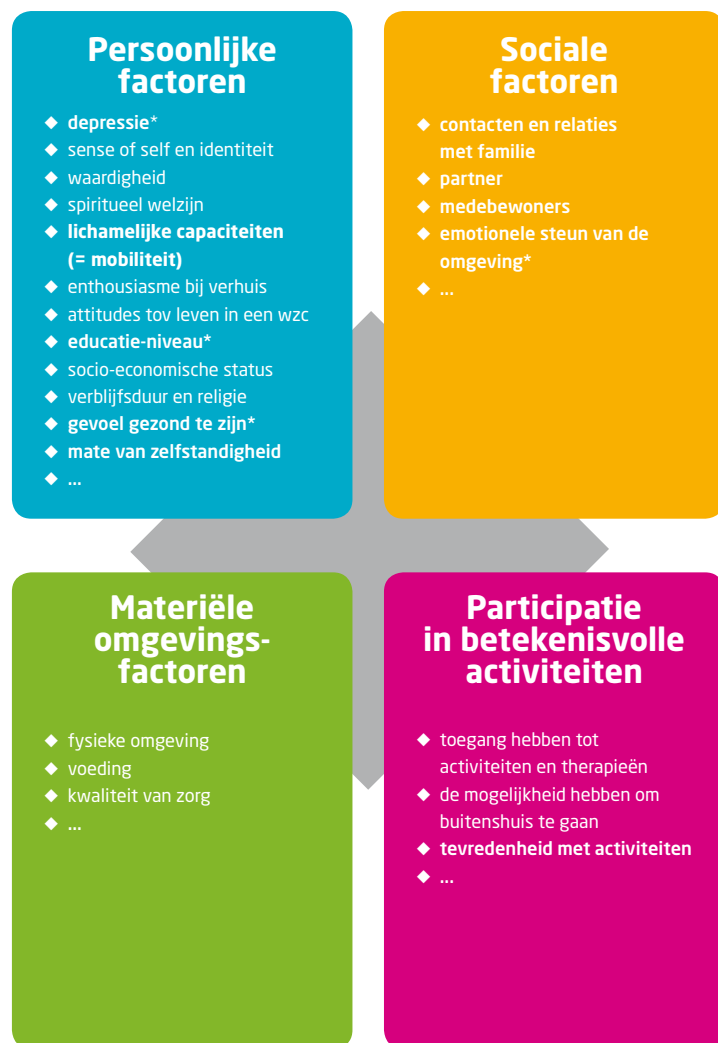 Persoonlijke
factoren
◆ depressie*
◆ sense of self en identiteit
◆ waardigheid
◆ spiritueel welzijn
◆ lichamelijke capaciteiten
(= mobiliteit)
◆ enthousiasme bij verhuis
◆ attitudes tov leven in een wzc
◆ educatie-niveau*
◆ socio-economische status
◆ verblijfsduur en religie
◆ gevoel gezond te zijn*
◆ mate van zelfstandigheid
◆ ...
Sociale
factoren
◆ contacten en relaties
met familie
◆ partner
◆ medebewoners
◆ emotionele steun van de
omgeving*
◆ ...
Materiële
omgevings-
factoren
◆ fysieke omgeving
◆ voeding
◆ kwaliteit van zorg
◆ ...
Participatie
in betekenisvolle
activiteiten
◆ toegang hebben tot
activiteiten en therapieën
◆ de mogelijkheid hebben om
buitenshuis te gaan
◆ tevredenheid met activiteiten
◆ ...